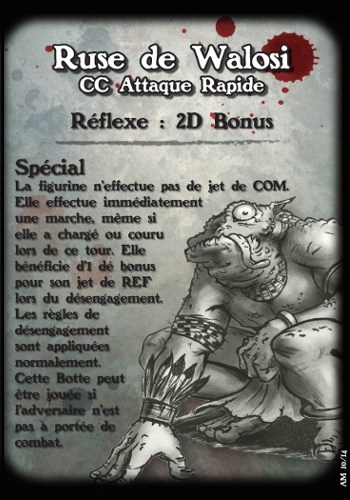 Ruse de Walosi
CC Attaque Rapide
Réflexe : 2D Bonus
Spécial
La figurine n'effectue pas de jet de COM.
Elle effectue immédiatement
une marche, même si
elle a chargé ou couru
lors de ce tour. Elle
bénéficie d'1 dé bonus
pour son jet de REF
lors du désengagement.
Les règles de
désengagement
sont appliquées
normalement.
Cette Botte peut
être jouée si
l'adversaire n'est
pas à portée de
combat.
AM 10/14